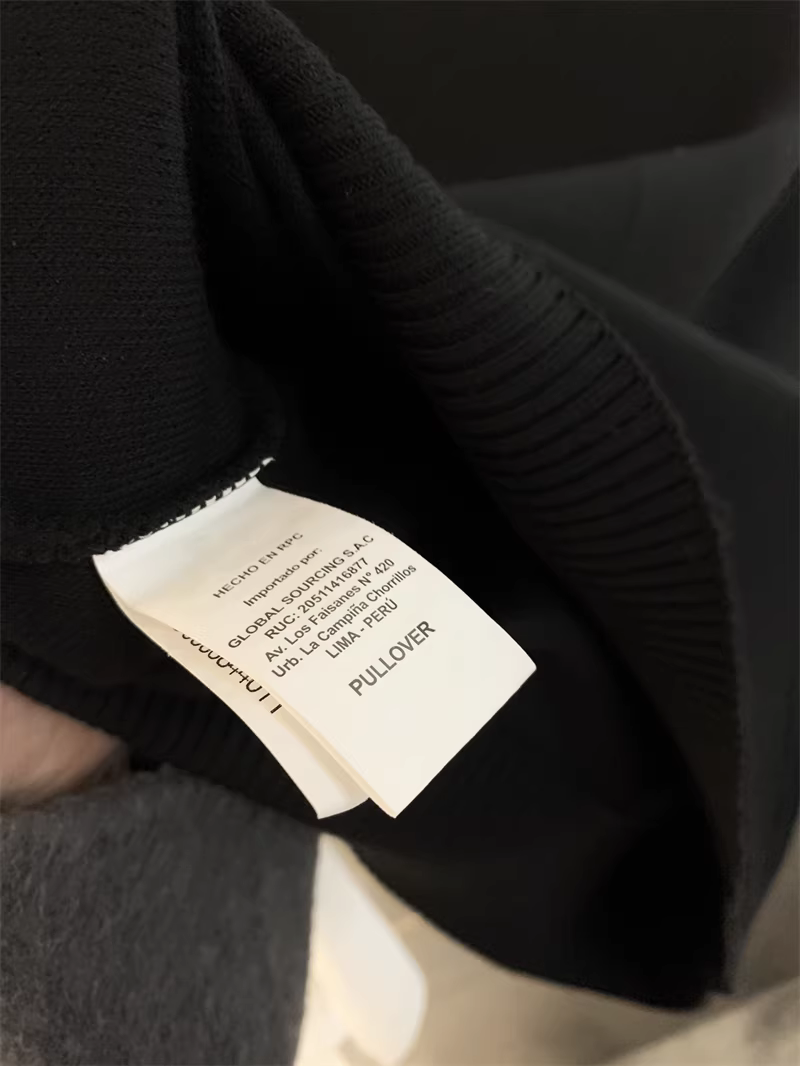 HECHO EN RPC
Importado por:
GLOBAL SOURCING S.A.C
RUC: 20511416877
Av. Los Faisanes N° 420
Urb. La Campiña Chorrillos
LIMA - PERÚ
PULLOVER